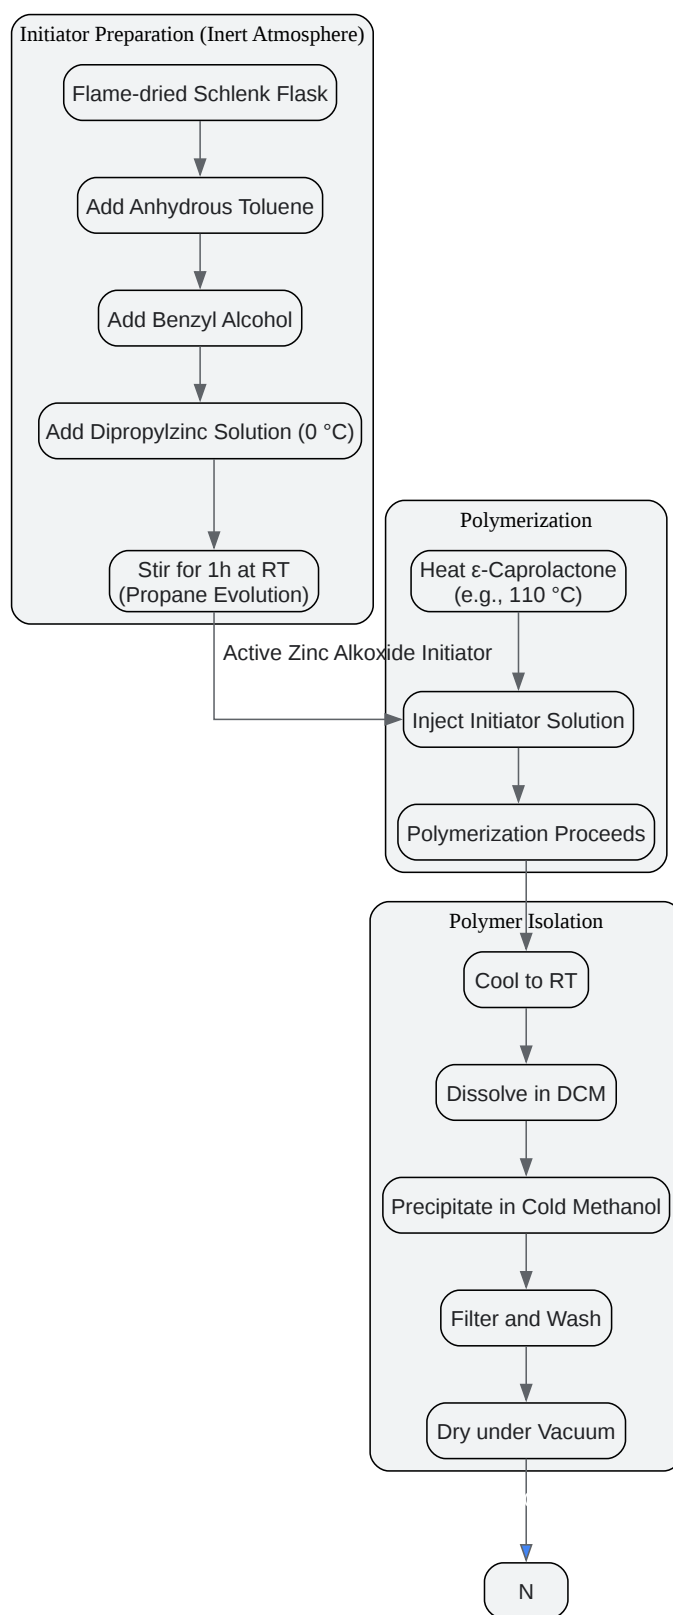 Initiator Preparation (Inert Atmosphere)
Flame-dried Schlenk Flask
Add Anhydrous Toluene
Add Benzyl Alcohol
Add Dipropylzinc Solution (0 °C)
Stir for 1h at RT
(Propane Evolution)
Active Zinc Alkoxide Initiator
Polymerization
Heat ε-Caprolactone
(e.g., 110 °C)
Inject Initiator Solution
Polymerization Proceeds
Polymer Isolation
Cool to RT
Dissolve in DCM
Precipitate in Cold Methanol
Filter and Wash
Dry under Vacuum
N